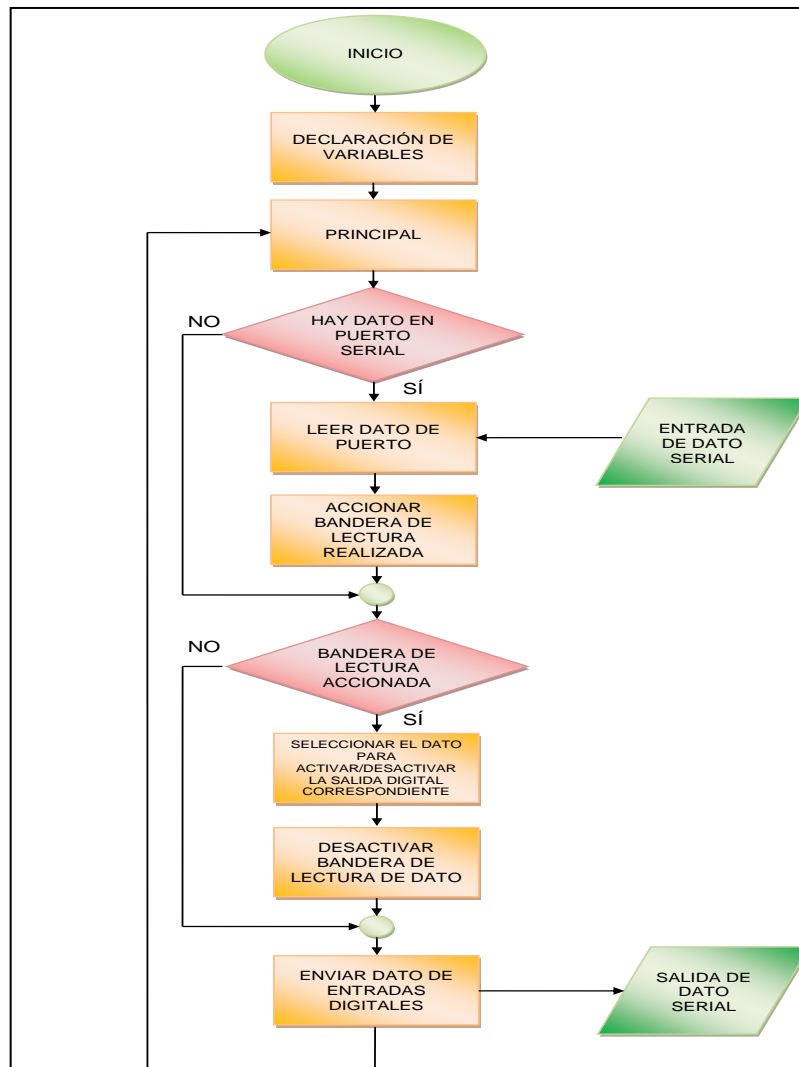 INICIO
DECLARACIÓN DE
VARIABLES
PRINCIPAL
NO
HAY DATO EN
PUERTO
SERIAL
SÍ
LEER DATO DE
PUERTO
ENTRADA
DE DATO
SERIAL
ACCIONAR
BANDERA DE
LECTURA
REALIZADA
NO
BANDERA DE
LECTURA
ACCIONADA
SÍ
SELECCIONAR EL DATO
PARA
ACTIVAR/DESACTIVAR
LA SALIDA DIGITAL
CORRESPONDIENTE
DESACTIVAR
BANDERA DE
LECTURA DE DATO
ENVIAR DATO DE
ENTRADAS
DIGITALES
SALIDA DE
DATO
SERIAL